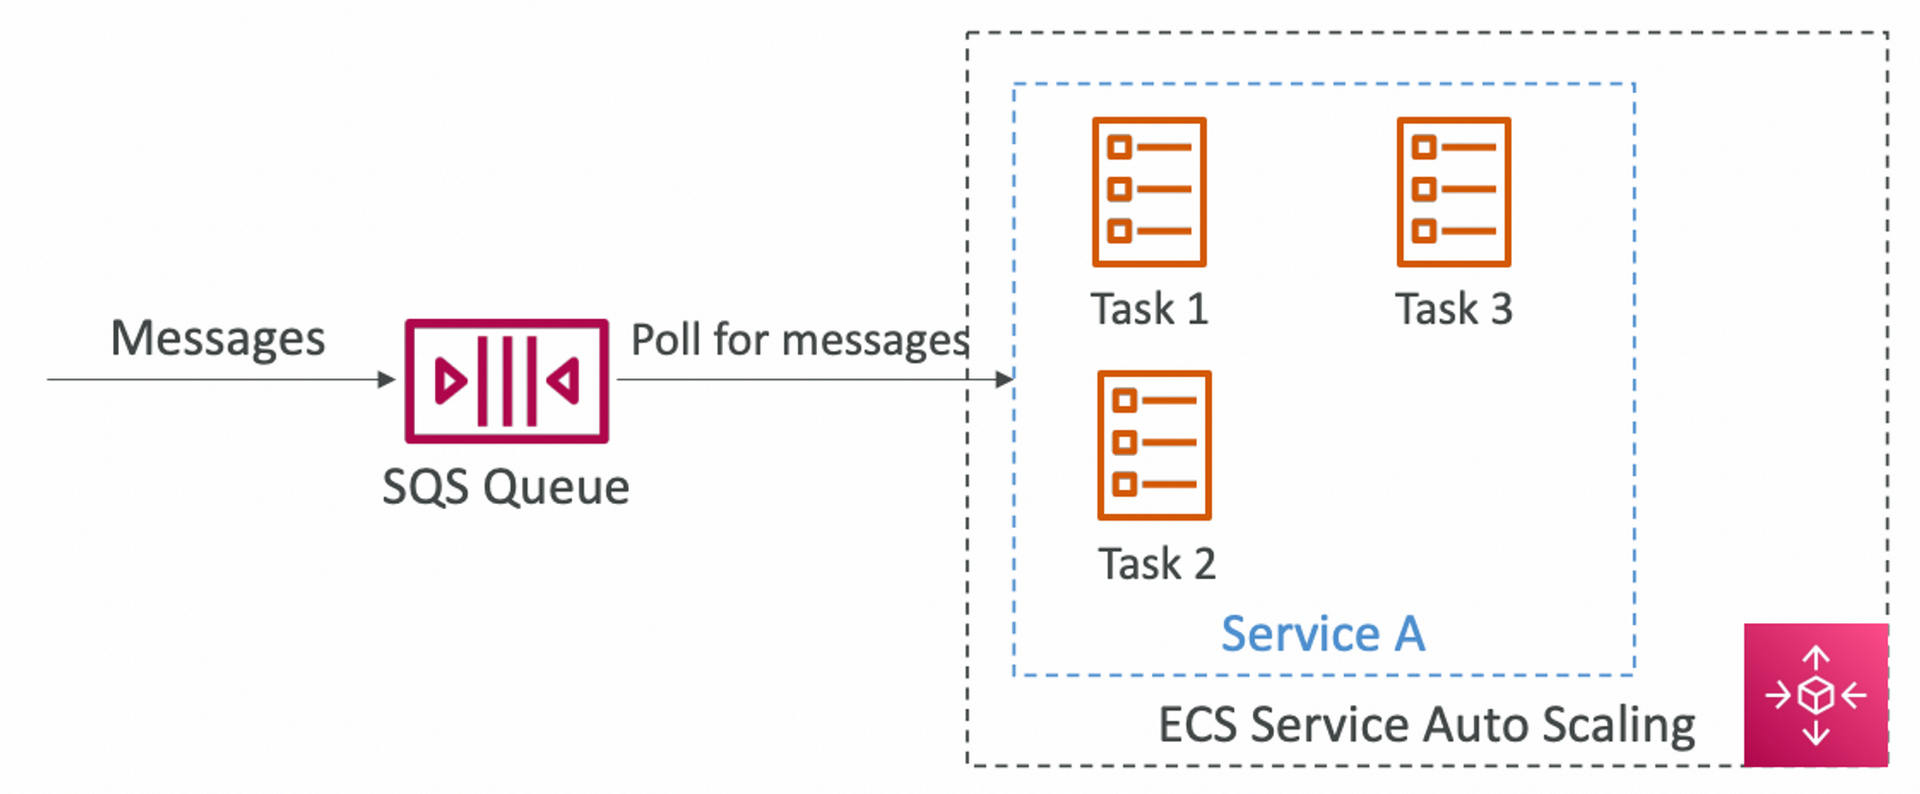 Messages
SQS Queue
Poll for messages
Task 1
Task 3
Task 2
Service A
ECS Service Auto Scaling